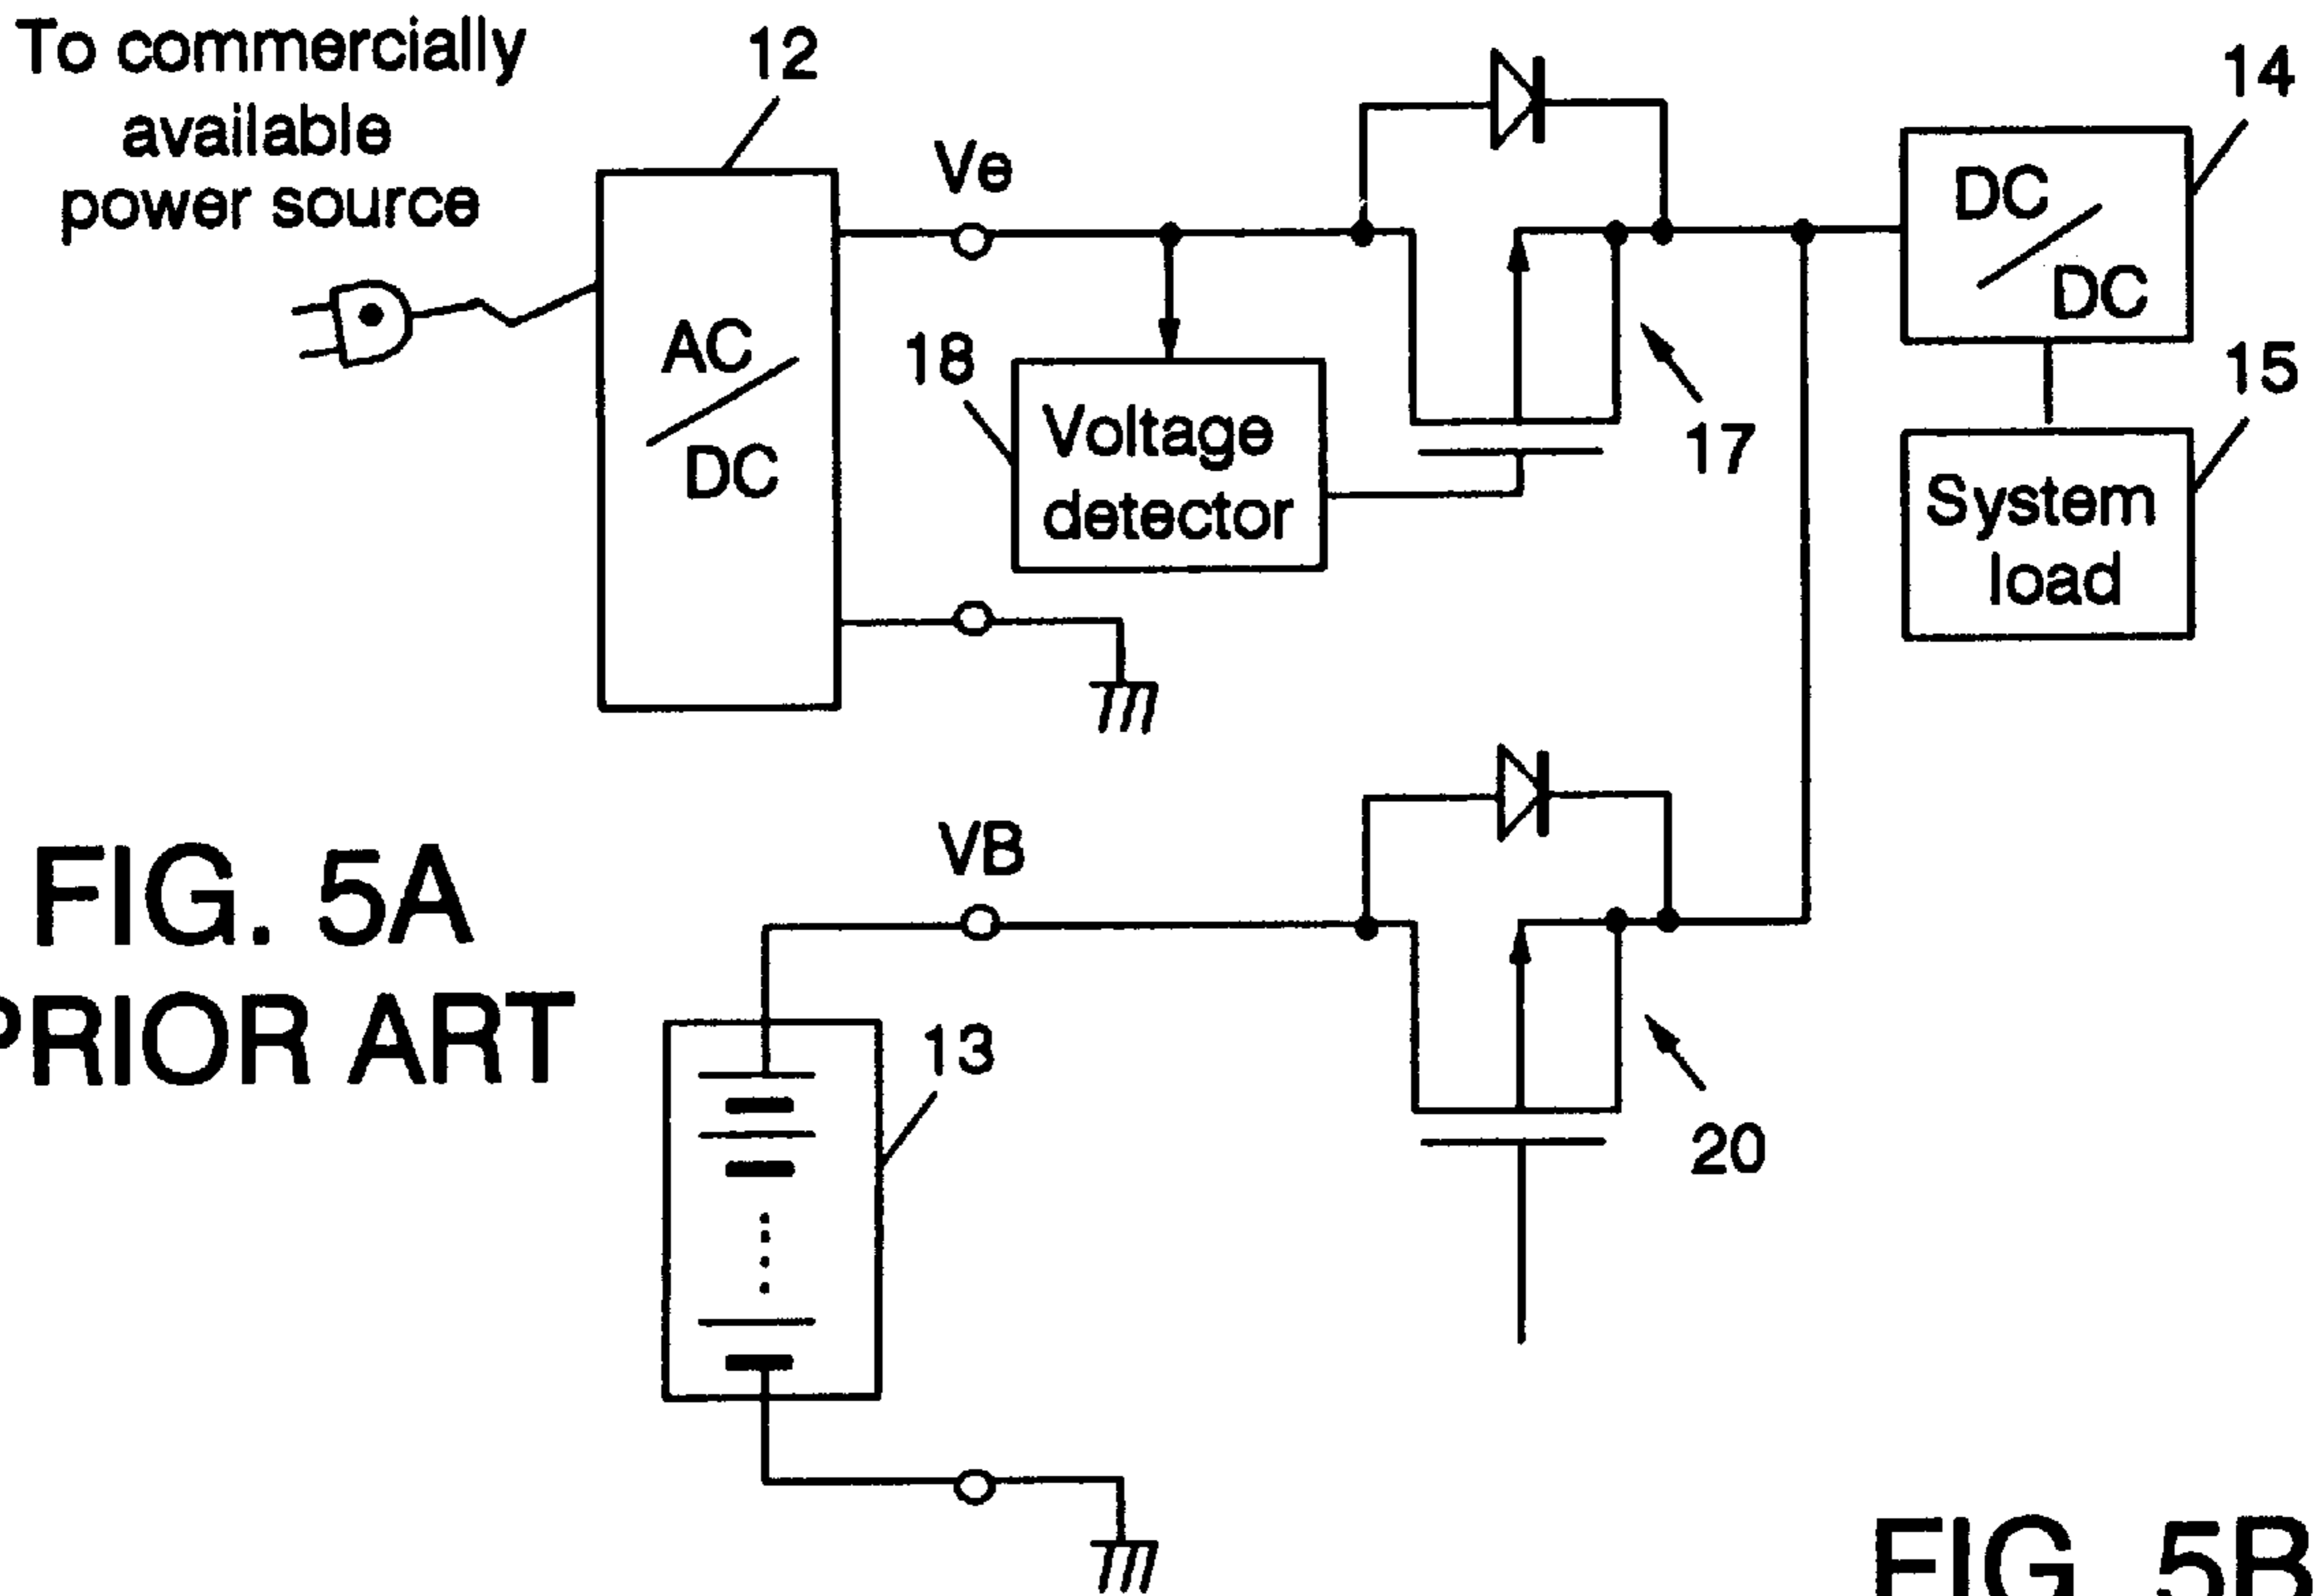 To commercially
available
power source
12
Ve
14
DC
DC
AC
DC
18
Voltage
detector
17
15
System
load
VB
FIG. 5A
PRIOR ART
13
20
FIG. 5B